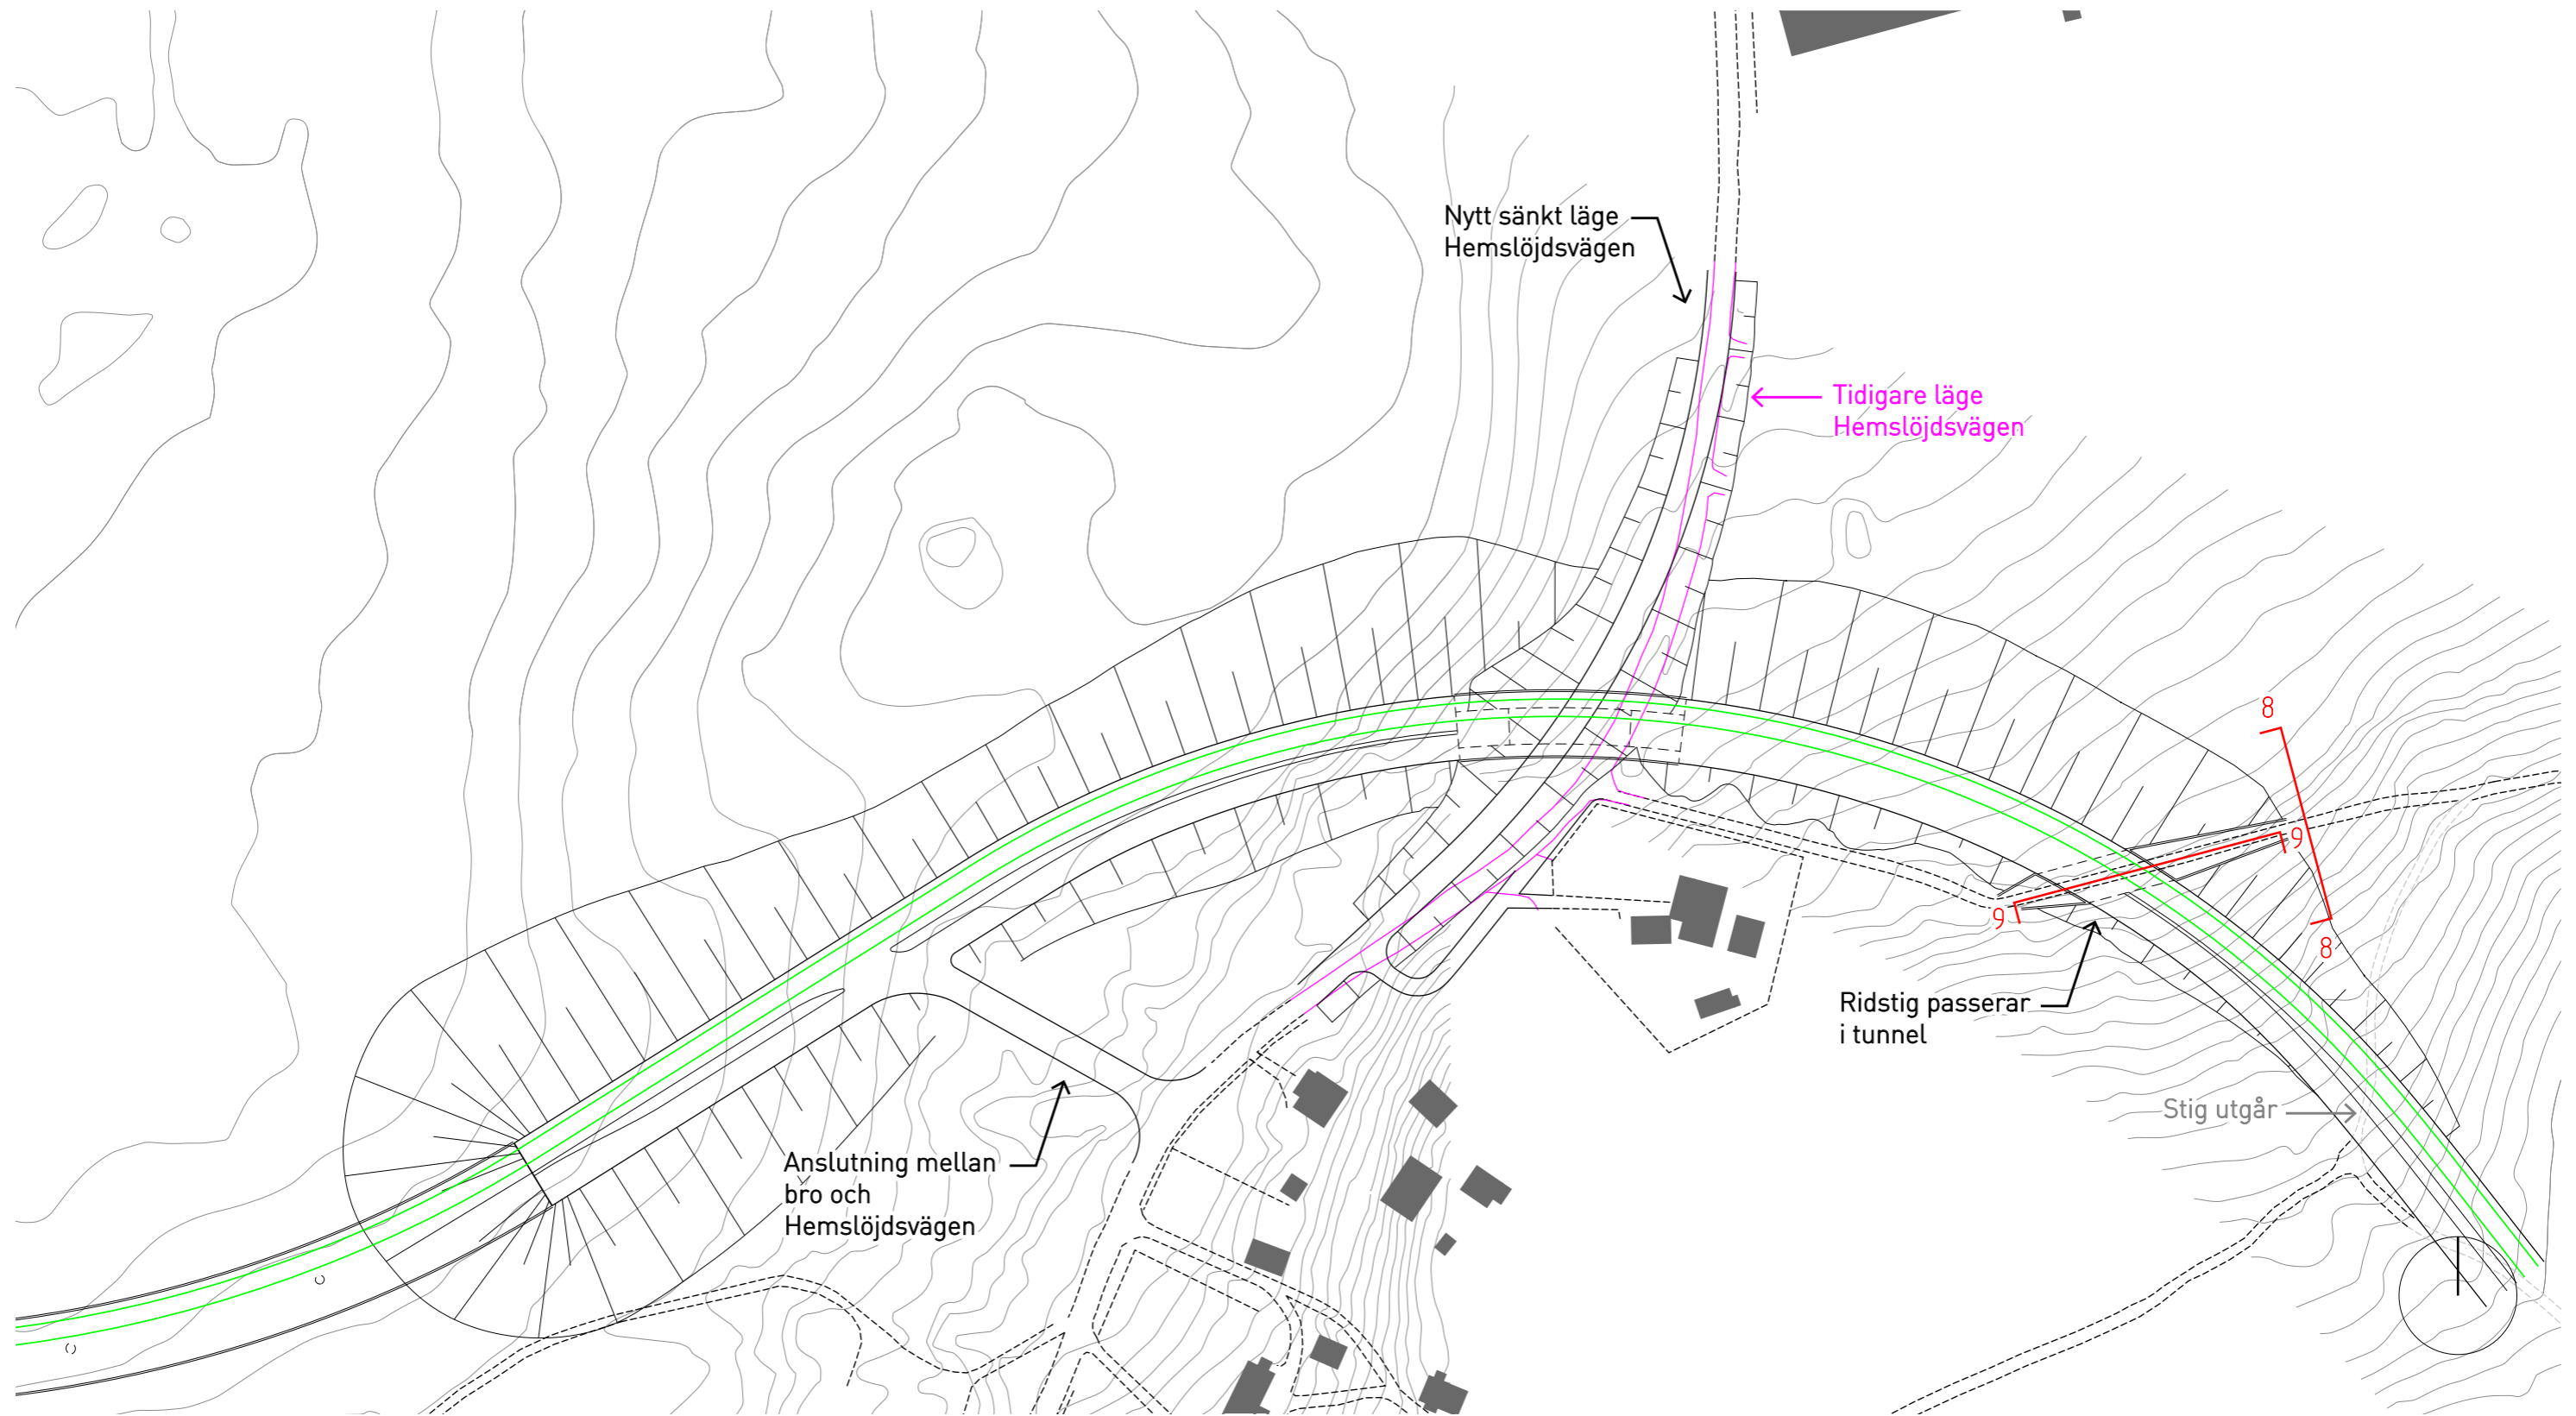 Nytt sänkt läge
Hemslöjdsvägen
Tidigare läge
Hemslöjdsvägen
8
9
9
8
Ridstig passerar
i tunnel
Stig utgår
Anslutning mellan
bro och
Hemslöjdsvägen